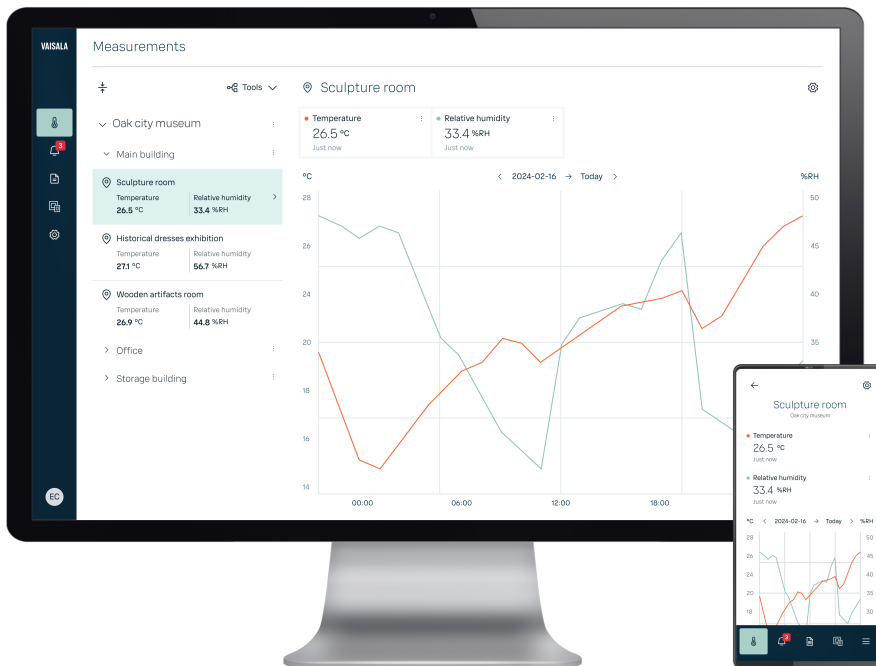 VAISALA
Measurements
Tools
Sculpture room
Oak city museum
Main building
Sculpture room
Temperature Relative humidity
26.5 °C 33.4 %RH
Historical dresses exhibition
Temperature Relative humidity
27.1 °C 56.7 %RH
Wooden artifacts room
Temperature Relative humidity
26.9 °C 44.8 %RH
Office
Storage building
3
EC
Temperature Relative humidity
26.5 °C 33.4 %RH
Just now Just now
°C 2024-02-16 → Today %RH
28 50
26 45
24 40
20 35
18
16
14
00:00 06:00 12:00 18:00
Sculpture room
Oak city museum
Temperature
26.5 °C
Just now
Relative humidity
33.4 %RH
Just now
°C 2024-02-16 → Today %RH
28 50
26 45
24 40
20 35
18 30
3